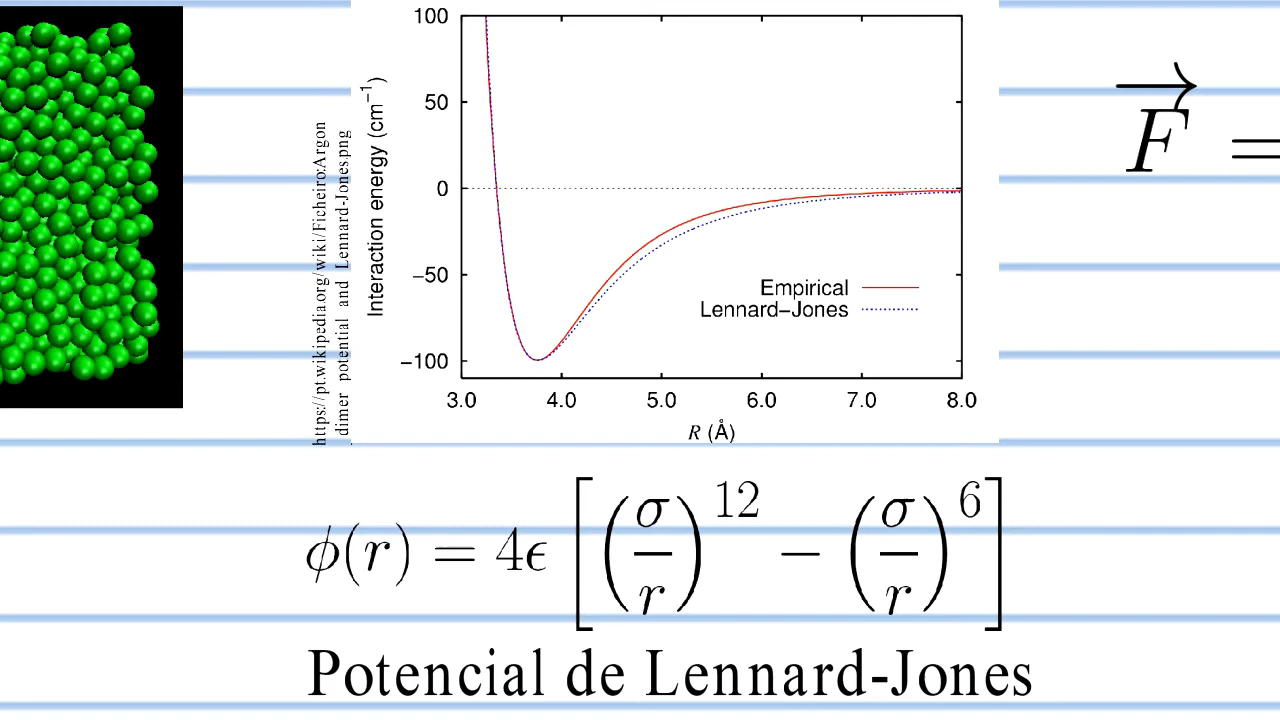 https://pt.wikipedia.org/wiki/Ficheiro:Argon
dimer potential and Lennard-Jones.png
Interaction energy (cm⁻¹)
100
50
0
−50
−100
Empirical
Lennard−Jones
3.0 4.0 5.0 6.0 7.0 8.0
R (Å)
\overrightarrow{F} =
ϕ(r) = 4ϵ [(σ/r)^12 − (σ/r)^6]
Potencial de Lennard-Jones